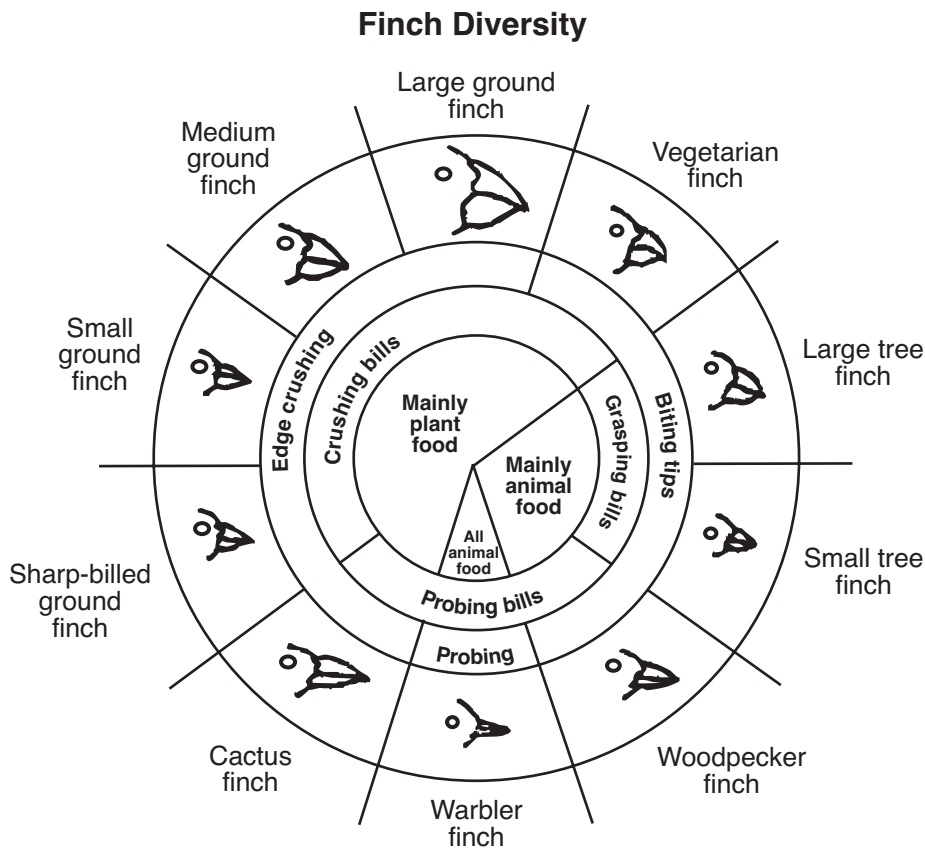 Finch Diversity
Large ground
finch
Medium
ground
finch
Vegetarian
finch
Small
ground
finch
Large tree
finch
Edge crushing
Crushing bills
Mainly
plant
food
Grasping bills
Biting tips
Mainly
animal
food
All
animal
food
Sharp-billed
ground
finch
Small tree
finch
Probing bills
Probing
Cactus
finch
Woodpecker
finch
Warbler
finch